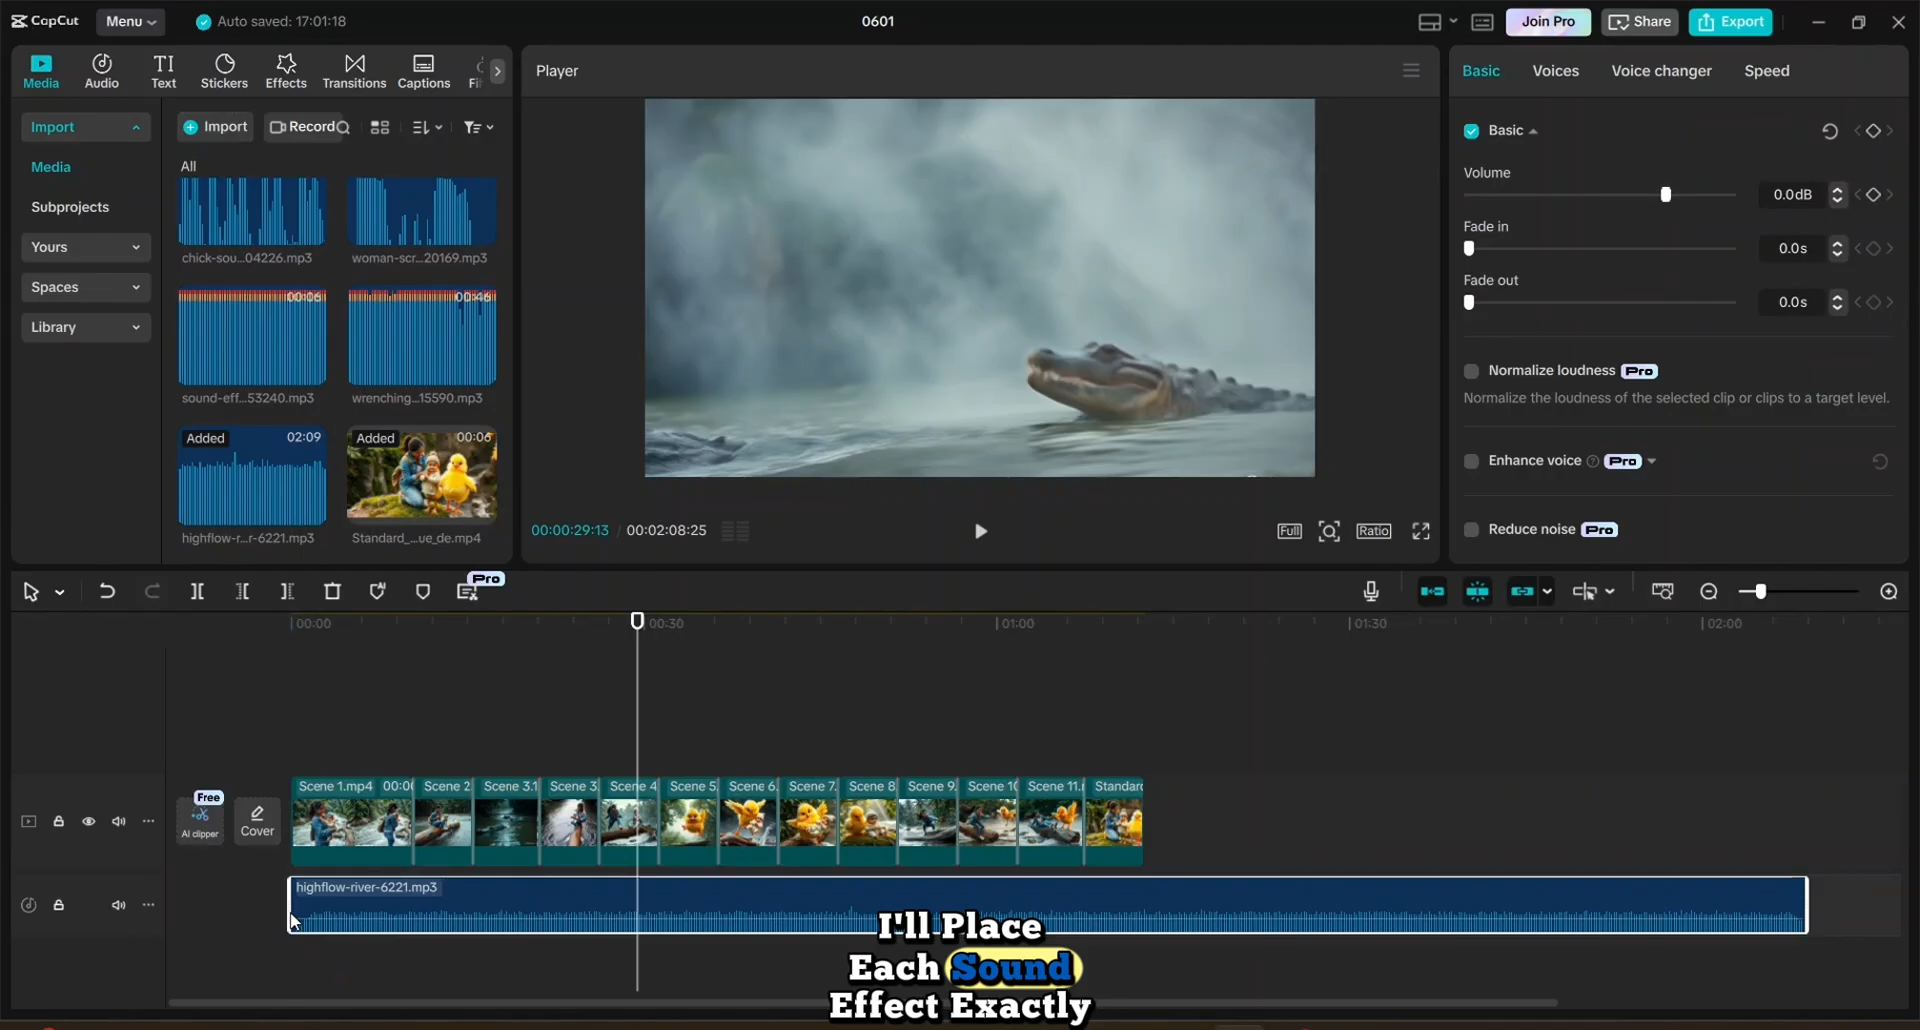 CapCut
Menu
Auto saved: 17:01:18
0601
Join Pro
Share
Export
Media
Audio
Text
Stickers
Effects
Transitions
Captions
Fi
Player
Basic
Voices
Voice changer
Speed
Import
Import
Record
Media
All
Subprojects
Yours
Spaces
Library
chick-sou...04226.mp3
woman-scr...20169.mp3
00:06
00:46
sound-eff...53240.mp3
wrenching...15590.mp3
Added
02:09
Added
00:06
highflow-r...r-6221.mp3
Standard_...ue_de.mp4
00:00:29:13 / 00:02:08:25
Full
Ratio
Basic
Volume
0.0dB
Fade in
0.0s
Fade out
0.0s
Normalize loudness Pro
Normalize the loudness of the selected clip or clips to a target level.
Enhance voice Pro
Reduce noise Pro
Pro
00:00
00:30
01:00
01:30
02:00
Free
AI clipper
Cover
Scene 1.mp4 00:0
Scene 2
Scene 3.1
Scene 3
Scene 4
Scene 5
Scene 6.
Scene 7.
Scene 8
Scene 9.
Scene 10
Scene 11.
Standard
highflow-river-6221.mp3
I'll Place
Each Sound
Effect Exactly